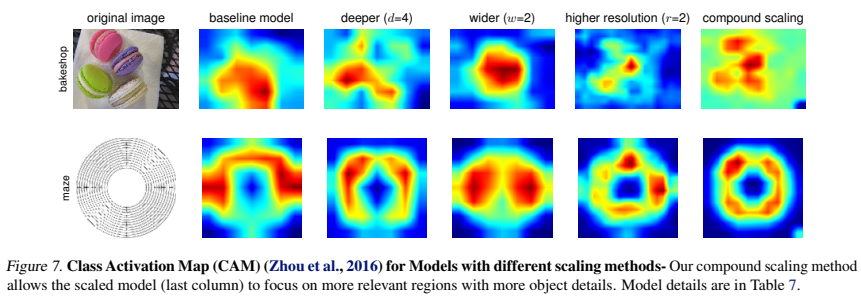 original image baseline model deeper (d=4) wider (w=2) higher resolution (r=2) compound scaling
bakeshop
maze
Figure 7. Class Activation Map (CAM) (Zhou et al., 2016) for Models with different scaling methods- Our compound scaling method
allows the scaled model (last column) to focus on more relevant regions with more object details. Model details are in Table 7.